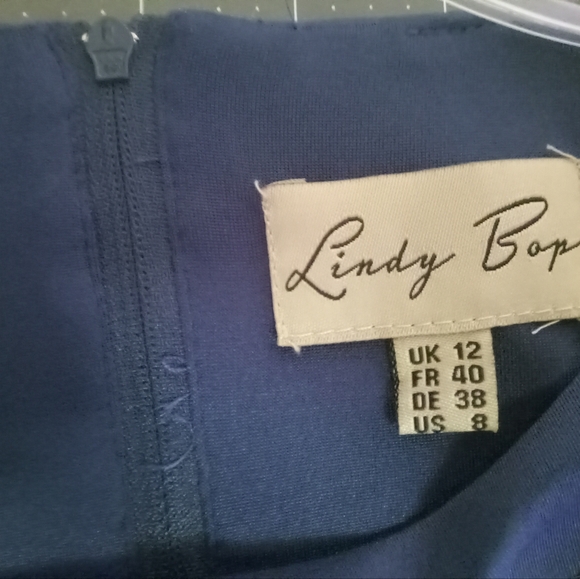 Lindy Bop
UK 12
FR 40
DE 38
US 8